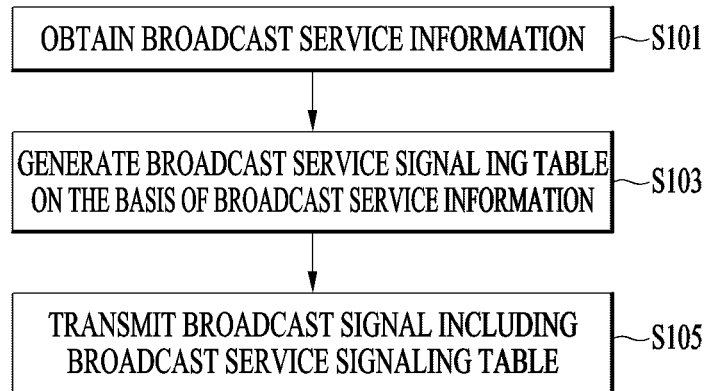 OBTAIN BROADCAST SERVICE INFORMATION S101
GENERATE BROADCAST SERVICE SIGNAL ING TABLE
ON THE BASIS OF BROADCAST SERVICE INFORMATION S103
TRANSMIT BROADCAST SIGNAL INCLUDING
BROADCAST SERVICE SIGNALING TABLE S105